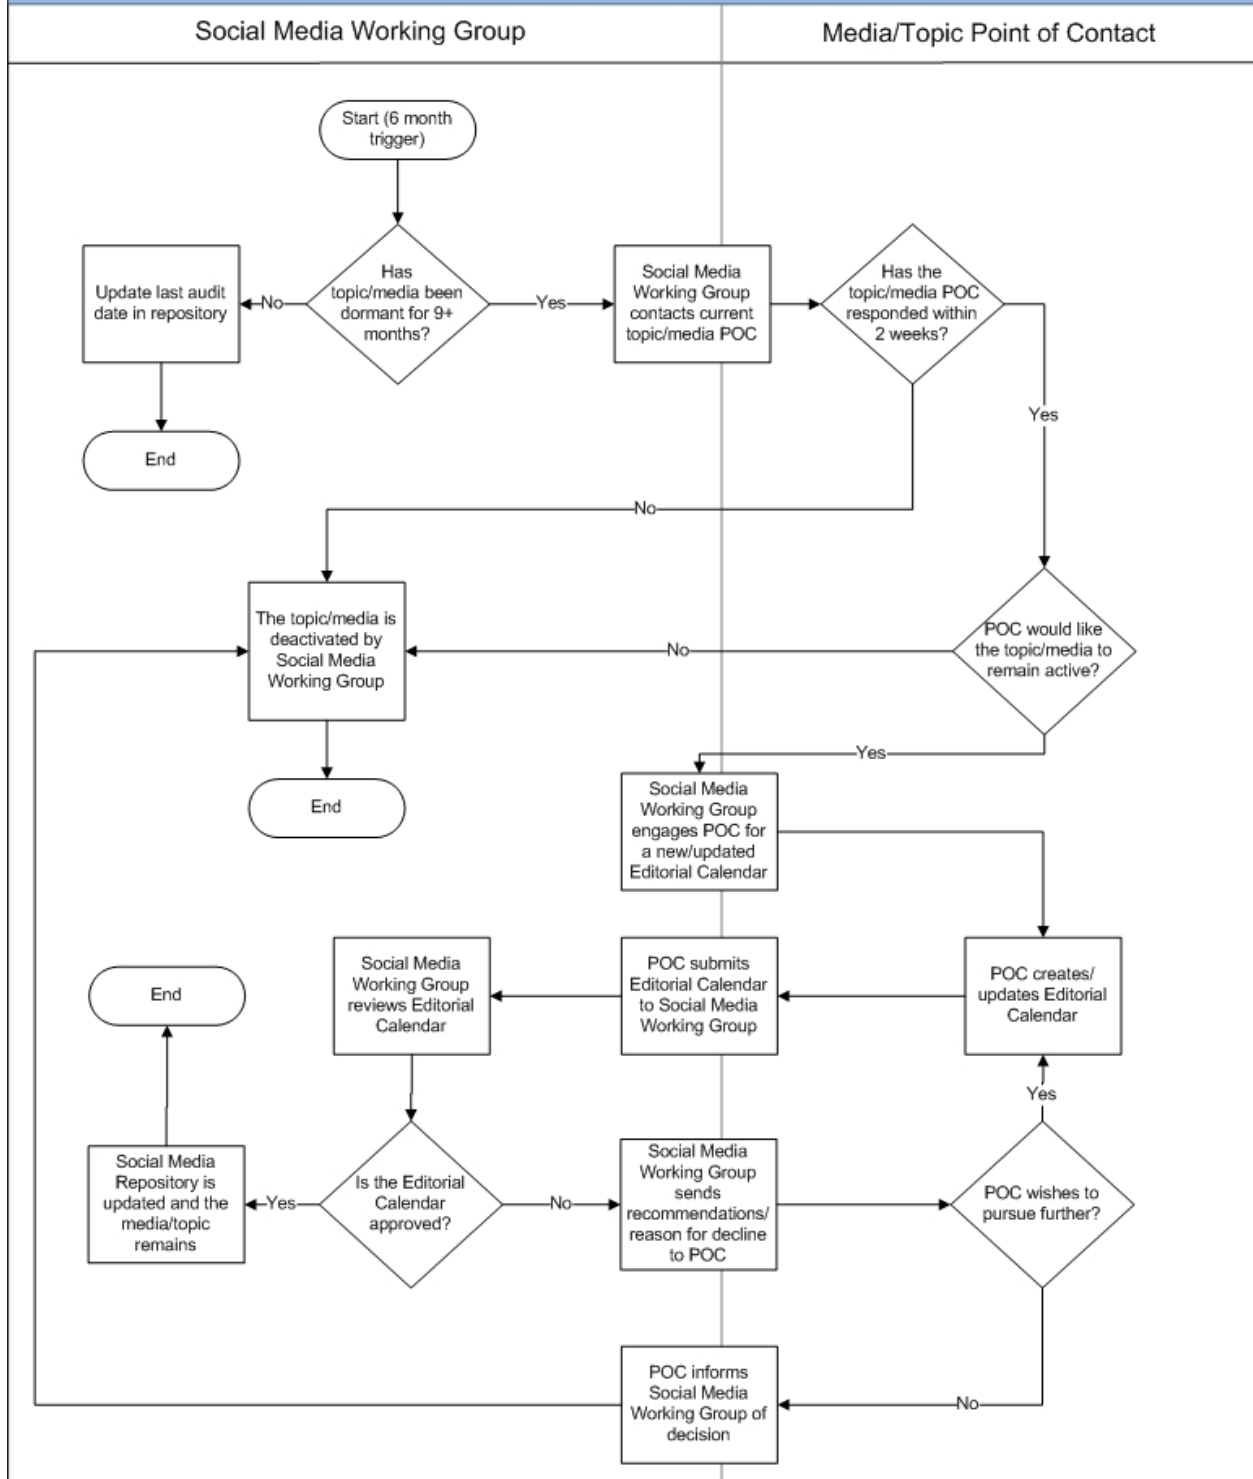 Social Media Working Group
Media/Topic Point of Contact
Start (6 month
trigger)
Has
topic/media been
dormant for 9+
months?
No
Update last audit
date in repository
End
Yes
Social Media
Working Group
contacts current
topic/media POC
Has the
topic/media POC
responded within
2 weeks?
Yes
No
The topic/media is
deactivated by
Social Media
Working Group
End
No
POC would like
the topic/media to
remain active?
Yes
Social Media
Working Group
engages POC for
a new/updated
Editorial Calendar
POC creates/
updates Editorial
Calendar
POC submits
Editorial Calendar
to Social Media
Working Group
Social Media
Working Group
reviews Editorial
Calendar
End
Is the Editorial
Calendar
approved?
Yes
Social Media
Repository is
updated and the
media/topic
remains
No
Social Media
Working Group
sends
recommendations/
reason for decline
to POC
POC wishes to
pursue further?
Yes
No
POC informs
Social Media
Working Group of
decision